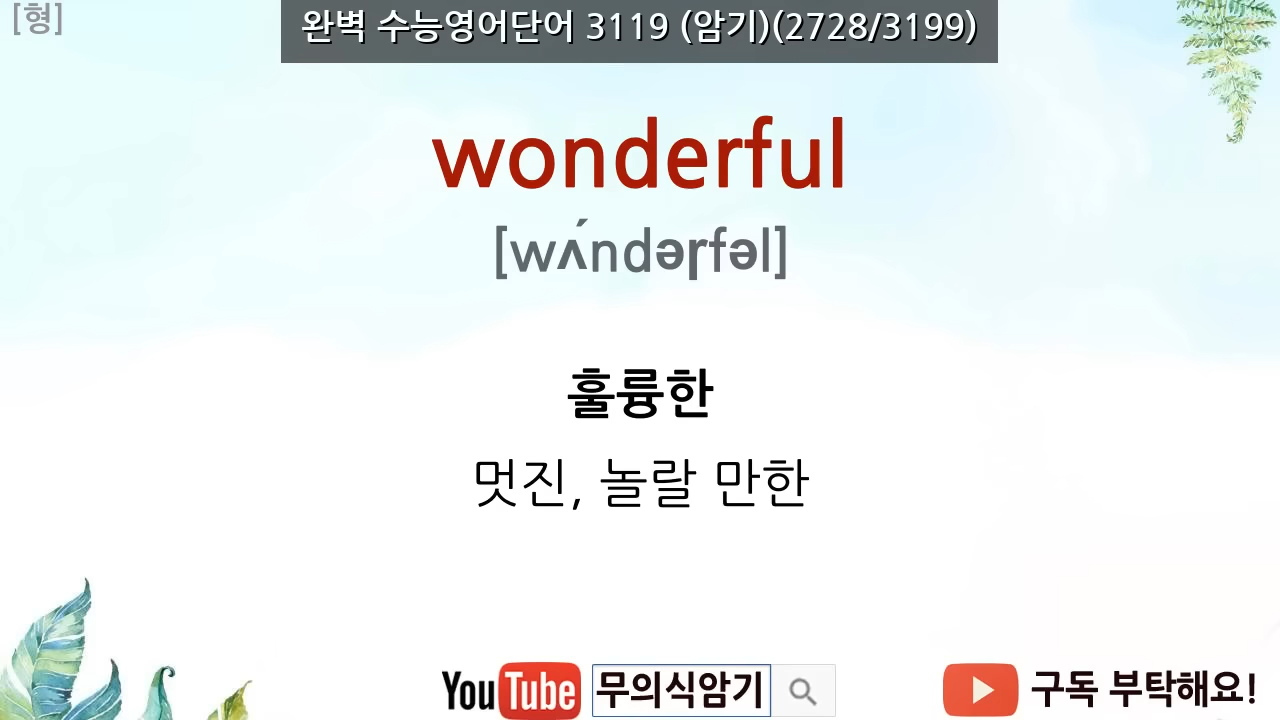 [형]
완벽 수능영어단어 3119 (암기)(2728/3199)
wonderful
[wʌ́ndəɼfəl]
훌륭한
멋진, 놀랄 만한
YouTube 무의식암기
구독 부탁해요!